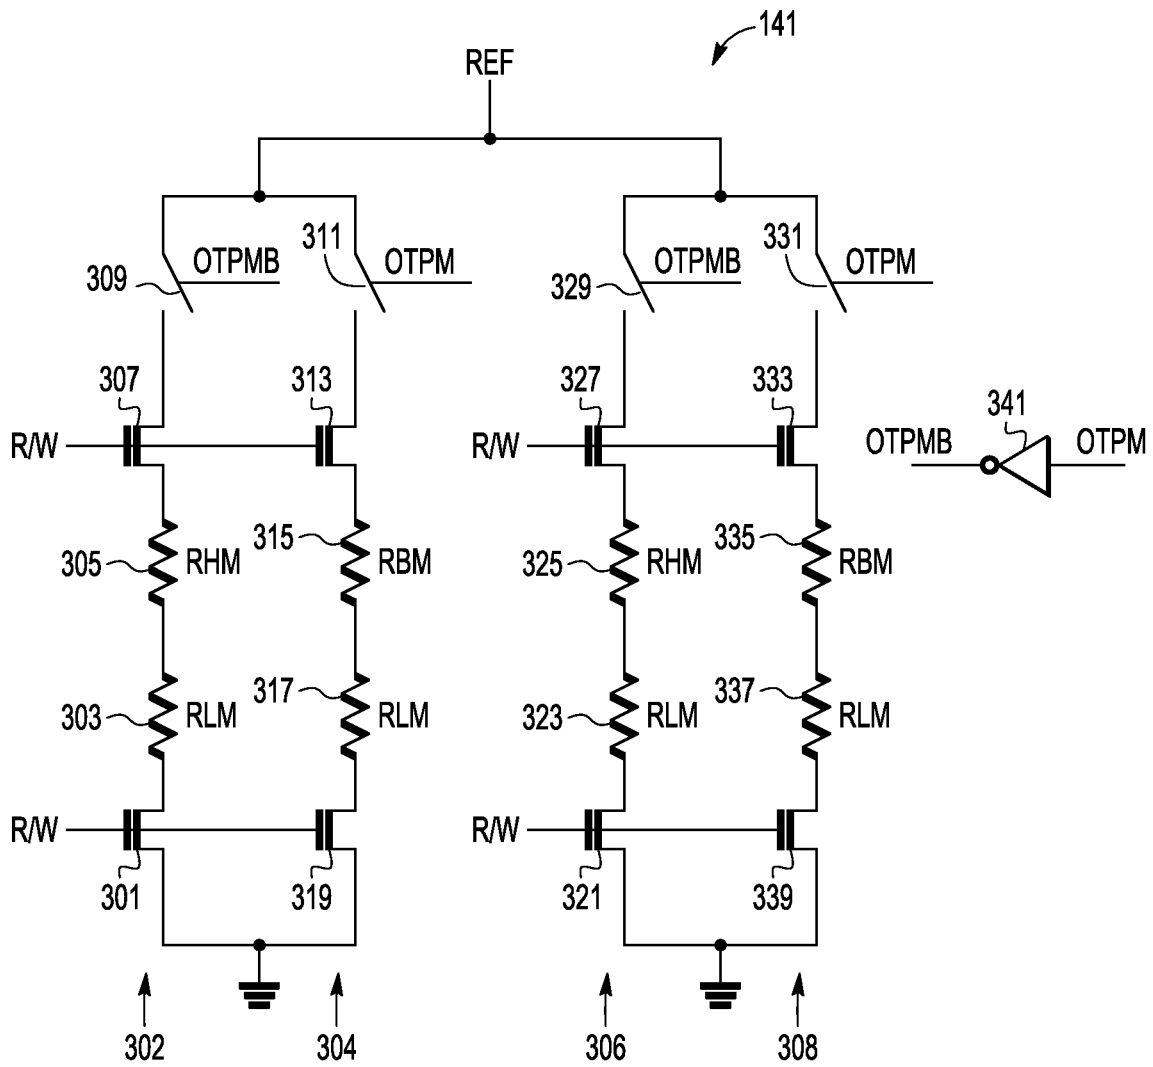 141
REF
311
331
OTPMB
OTPM
OTPMB
OTPM
309
329
307
313
327
333
341
R/W
R/W
OTPMB
OTPM
315
335
305
RHM
RBM
325
RHM
RBM
317
337
303
RLM
RLM
323
RLM
RLM
R/W
R/W
301
319
321
339
302
304
306
308